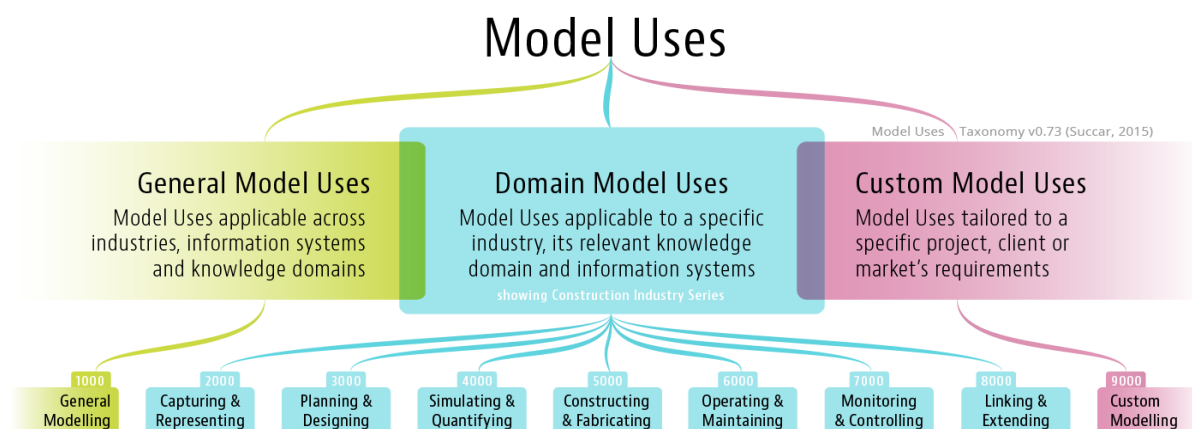 Model Uses
Model Uses Taxonomy v0.73 (Succar, 2015)
General Model Uses
Model Uses applicable across
industries, information systems
and knowledge domains
Domain Model Uses
Model Uses applicable to a specific
industry, its relevant knowledge
domain and information systems
showing Construction Industry Series
Custom Model Uses
Model Uses tailored to a
specific project, client or
market's requirements
1000
General
Modelling
2000
Capturing &
Representing
3000
Planning &
Designing
4000
Simulating &
Quantifying
5000
Constructing
& Fabricating
6000
Operating &
Maintaining
7000
Monitoring
& Controlling
8000
Linking &
Extending
9000
Custom
Modelling